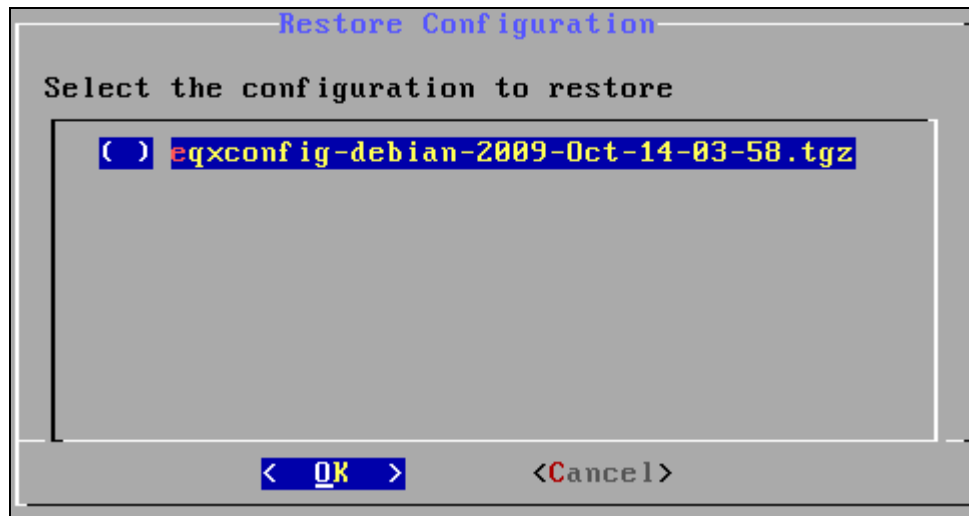 Restore Configuration
Select the configuration to restore
( ) eqxconfig-debian-2009-Oct-14-03-58.tgz
< OK > <Cancel>